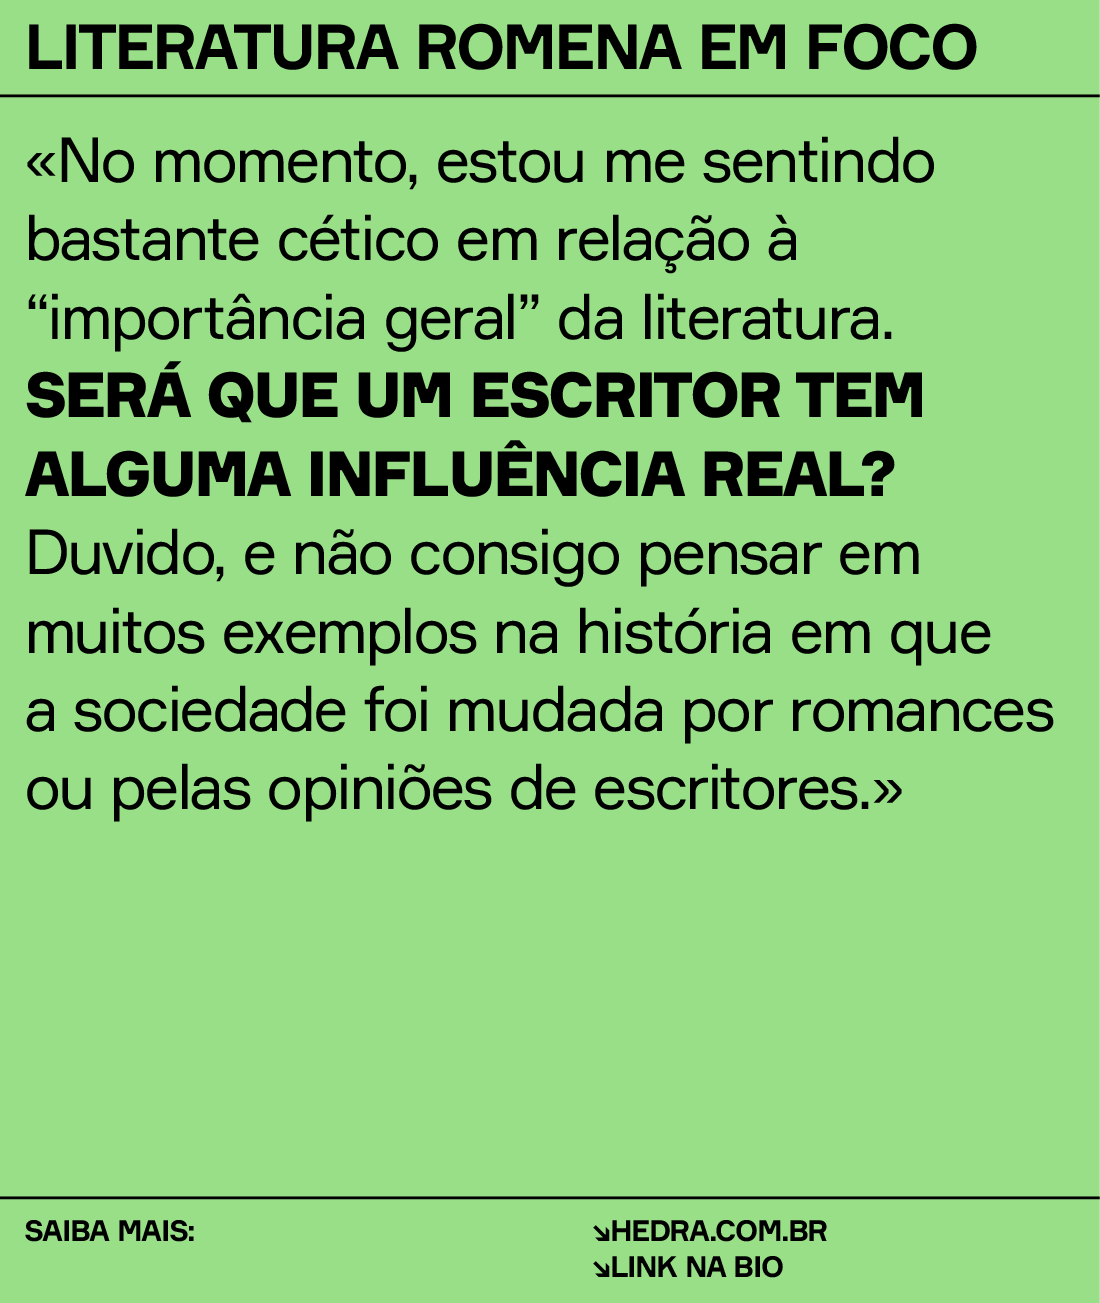 LITERATURA ROMENA EM FOCO
«No momento, estou me sentindo
bastante cético em relação à
“importância geral” da literatura.
SERÁ QUE UM ESCRITOR TEM
ALGUMA INFLUÊNCIA REAL?
Duvido, e não consigo pensar em
muitos exemplos na história em que
a sociedade foi mudada por romances
ou pelas opiniões de escritores.»
SAIBA MAIS:
↘HEDRA.COM.BR
↘LINK NA BIO